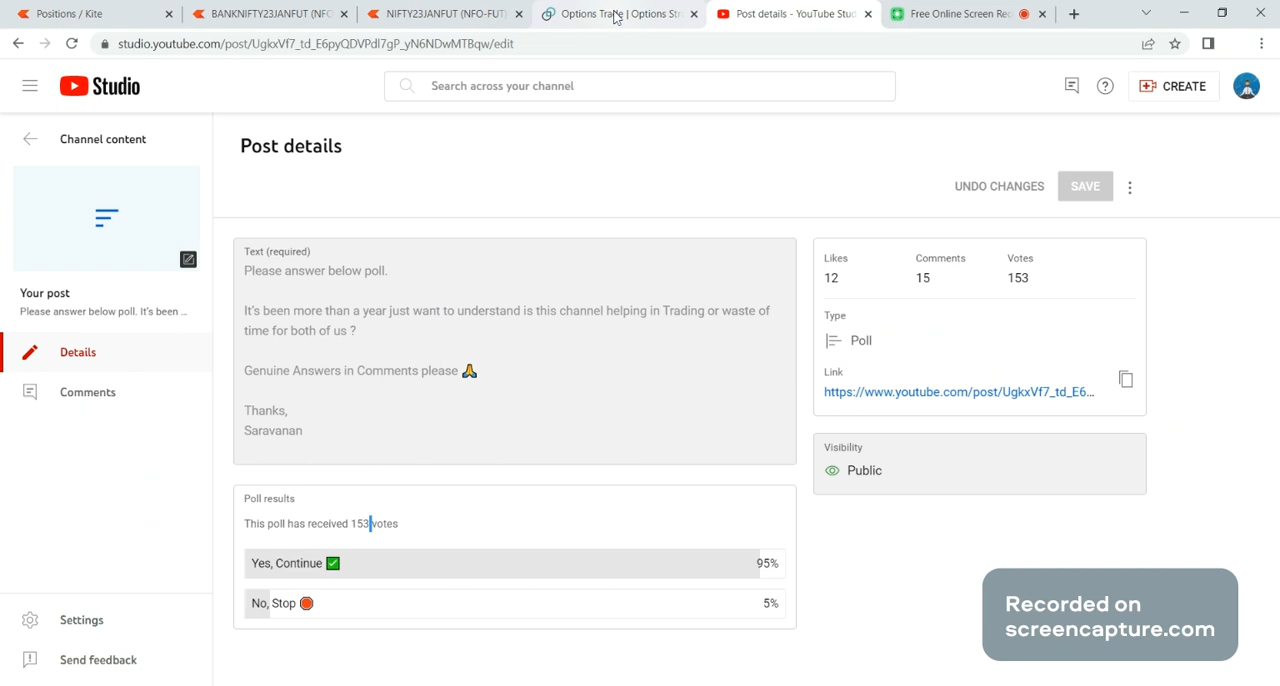 Positions / Kite
BANKNIFTY23JANFUT (NFO
NIFTY23JANFUT (NFO-FUT)
Options Trade | Options Str
Post details - YouTube Stud
Free Online Screen Rec
studio.youtube.com/post/UgkxVf7_td_E6pyQDVPdl7gP_yN6NDwMTBqw/edit
Studio
Search across your channel
CREATE
Channel content
Post details
UNDO CHANGES
SAVE
Your post
Please answer below poll. It's been ...
Details
Comments
Settings
Send feedback
Text (required)
Please answer below poll.
It's been more than a year just want to understand is this channel helping in Trading or waste of
time for both of us ?
Genuine Answers in Comments please 🙏
Thanks,
Saravanan
Poll results
This poll has received 153 votes
Yes, Continue ✅ 95%
No, Stop 🛑 5%
Likes Comments Votes
12 15 153
Type
Poll
Link
https://www.youtube.com/post/UgkxVf7_td_E6...
Visibility
Public
Recorded on
screencapture.com